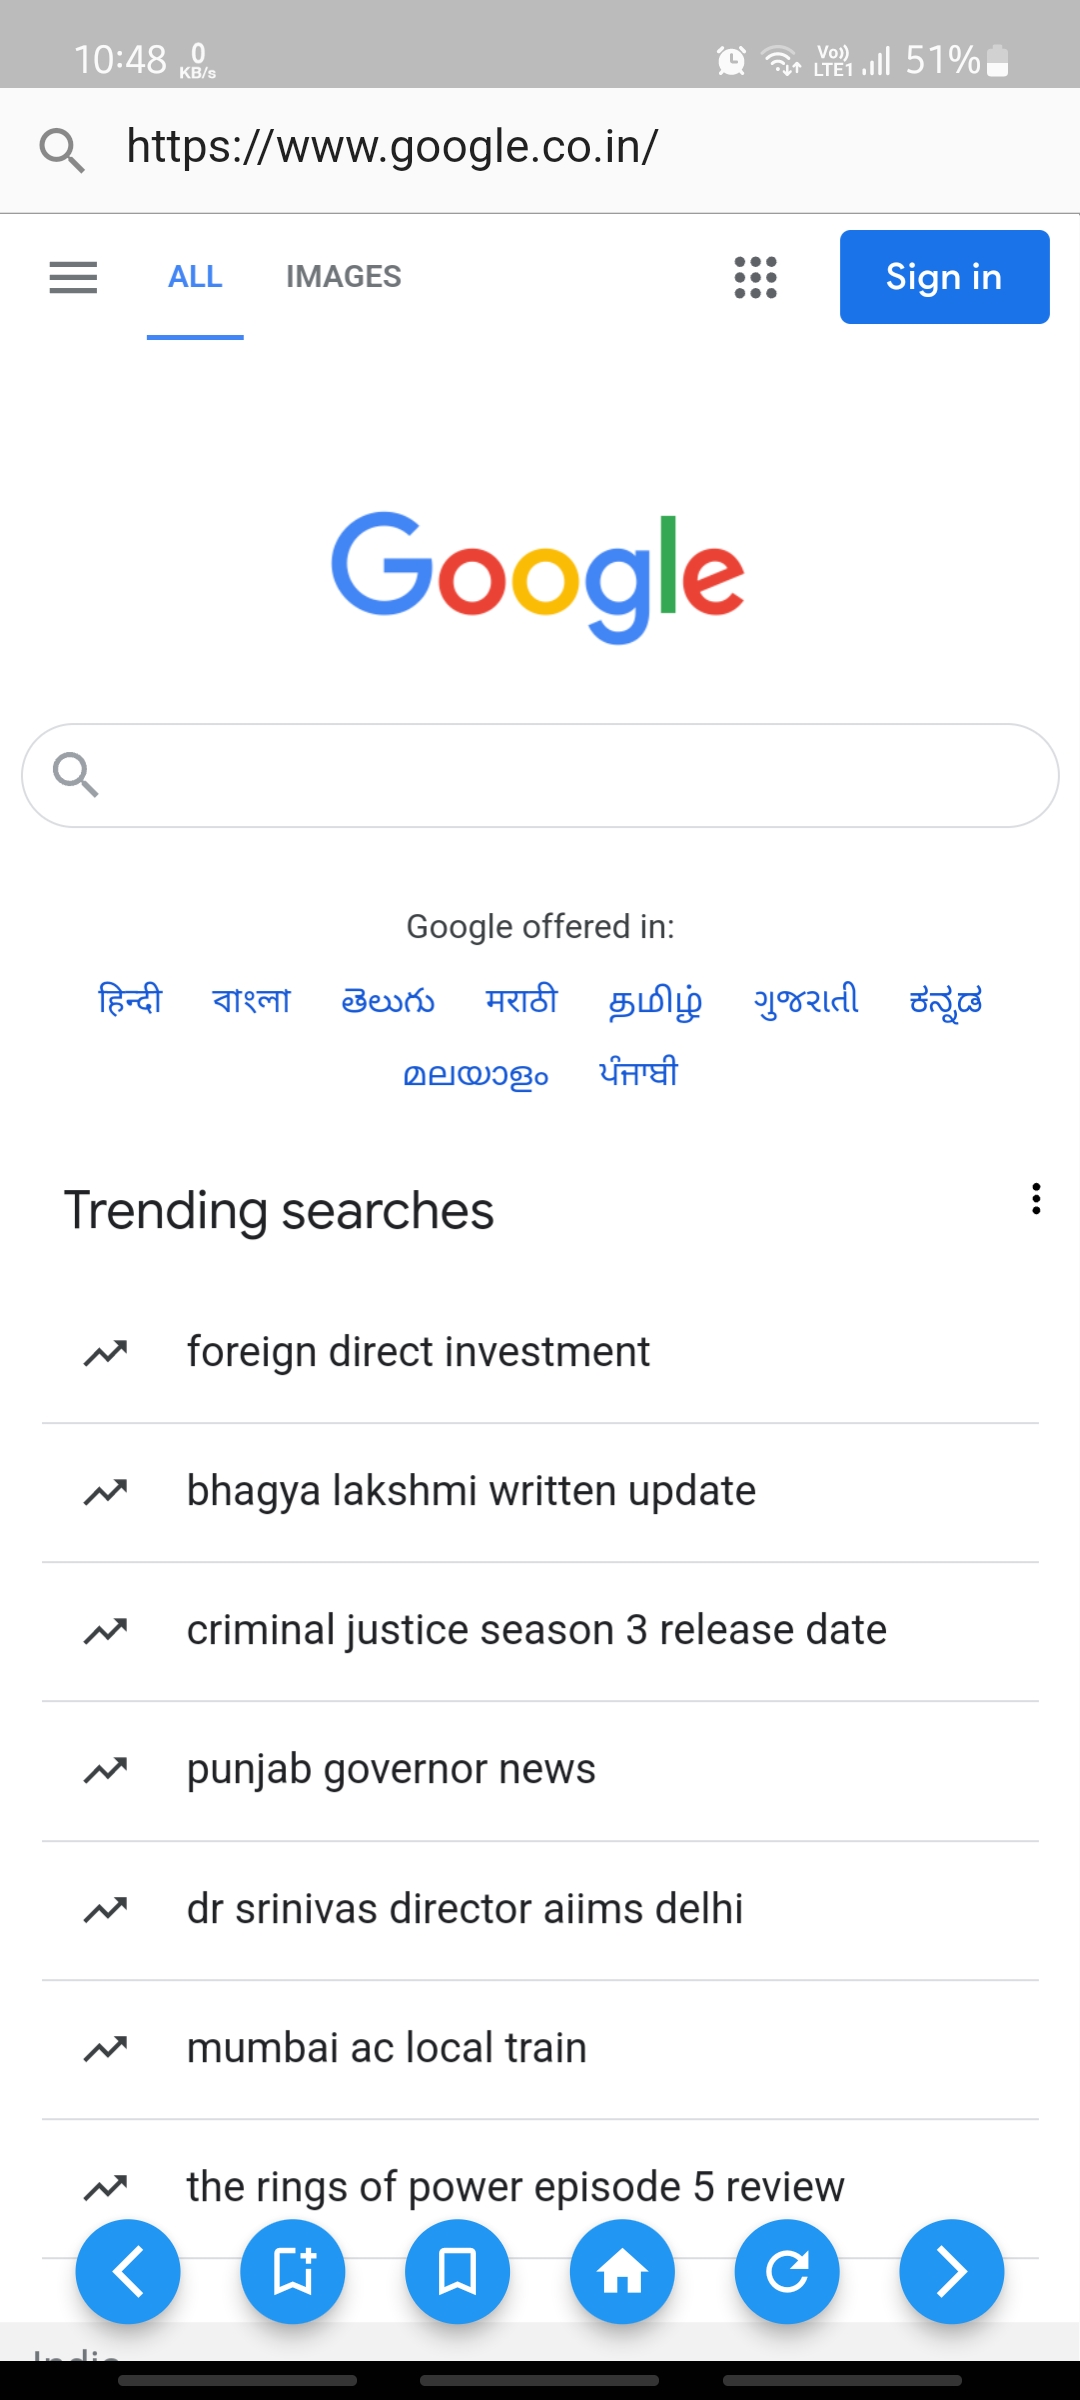 10:48 0 KB/s Vo)) LTE1 51%
https://www.google.co.in/
ALL IMAGES Sign in
Google
Google offered in:
हिन्दी বাংলা తెలుగు मराठी தமிழ் ગુજરાતી ಕನ್ನಡ
മലയാളം ਪੰਜਾਬੀ
Trending searches
foreign direct investment
bhagya lakshmi written update
criminal justice season 3 release date
punjab governor news
dr srinivas director aiims delhi
mumbai ac local train
the rings of power episode 5 review
India